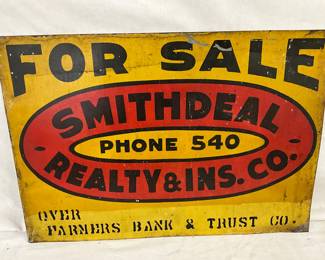 FOR SALE
SMITHDEAL
PHONE 540
REALTY & INS. CO.
OVER
FARMERS BANK & TRUST CO.